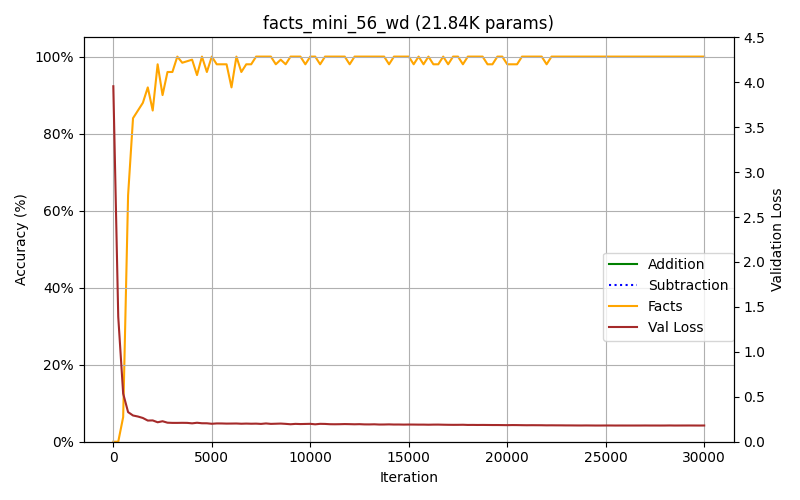 facts_mini_56_wd (21.84K params)
100%
80%
60%
40%
20%
0%
Accuracy (%)
4.5
4.0
3.5
3.0
2.5
2.0
1.5
1.0
0.5
0.0
Validation Loss
Addition
Subtraction
Facts
Val Loss
0
5000
10000
15000
20000
25000
30000
Iteration